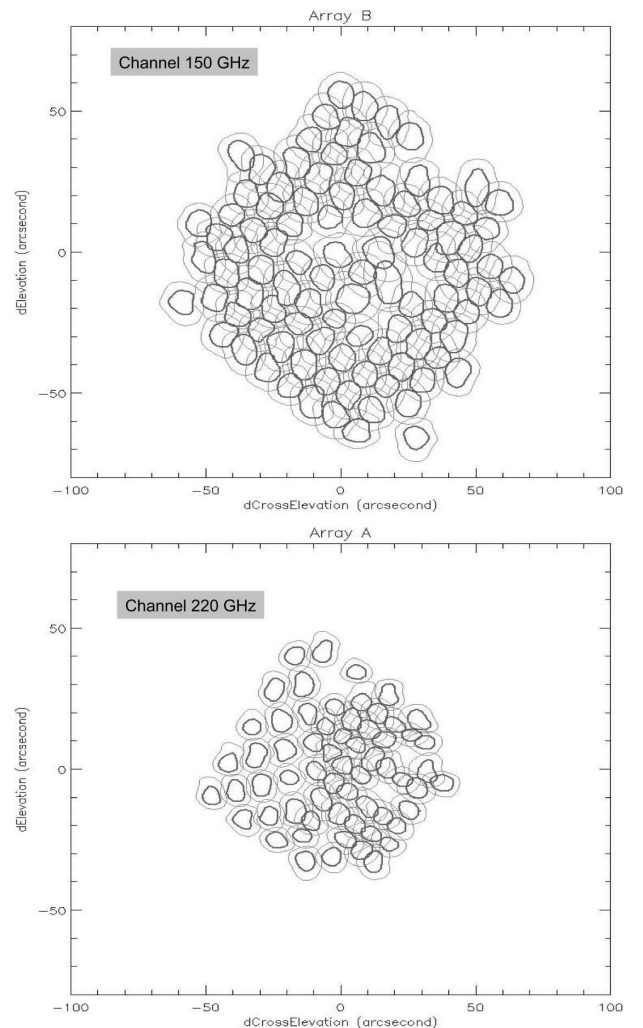 Array B
Channel 150 GHz
50
0
−50
−100
−50
0
50
100
dElevation (arcsecond)
dCrossElevation (arcsecond)
Array A
Channel 220 GHz
50
0
−50
−100
−50
0
50
100
dElevation (arcsecond)
dCrossElevation (arcsecond)